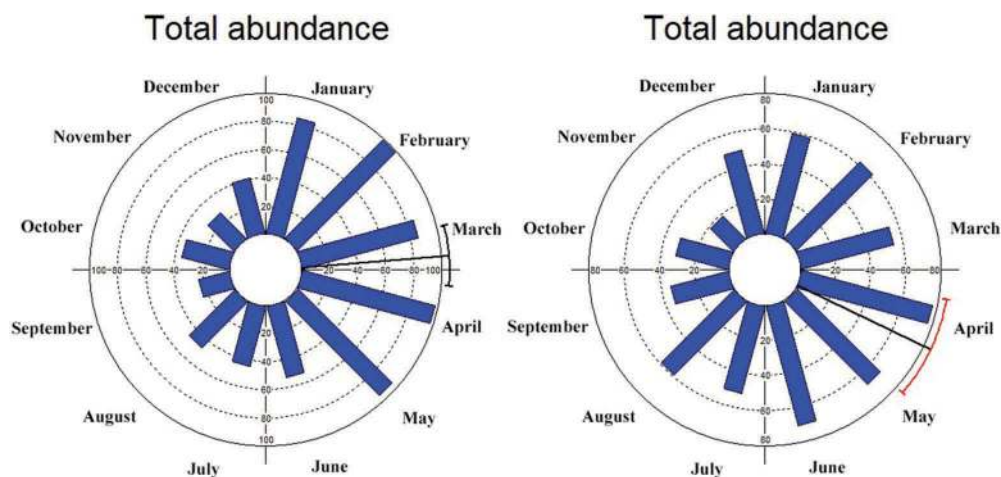 Total abundance
December
January
November
February
October
March
September
April
August
May
July
June
100
80
60
40
20
100 80 60 40 20
20 40 60 80 100
20
40
60
80
100
Total abundance
December
January
November
February
October
March
September
April
August
May
July
June
80
60
40
20
80 60 40 20
20 40 60 80
20
40
60
80